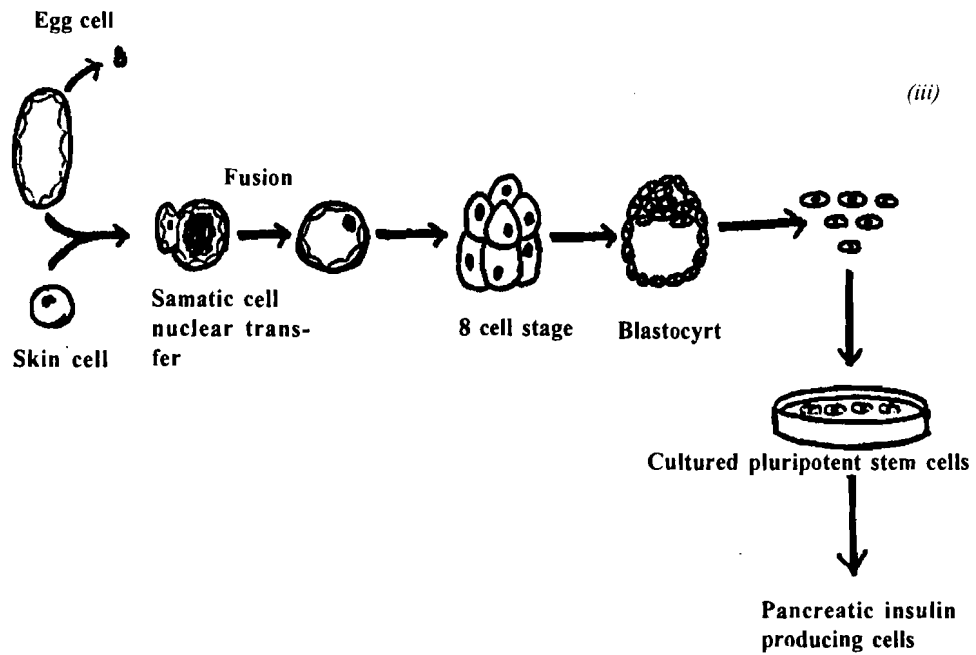 Egg cell
(iii)
Fusion
Samatic cell
nuclear trans-
fer
Skin cell
8 cell stage
Blastocyrt
Cultured pluripotent stem cells
Pancreatic insulin
producing cells